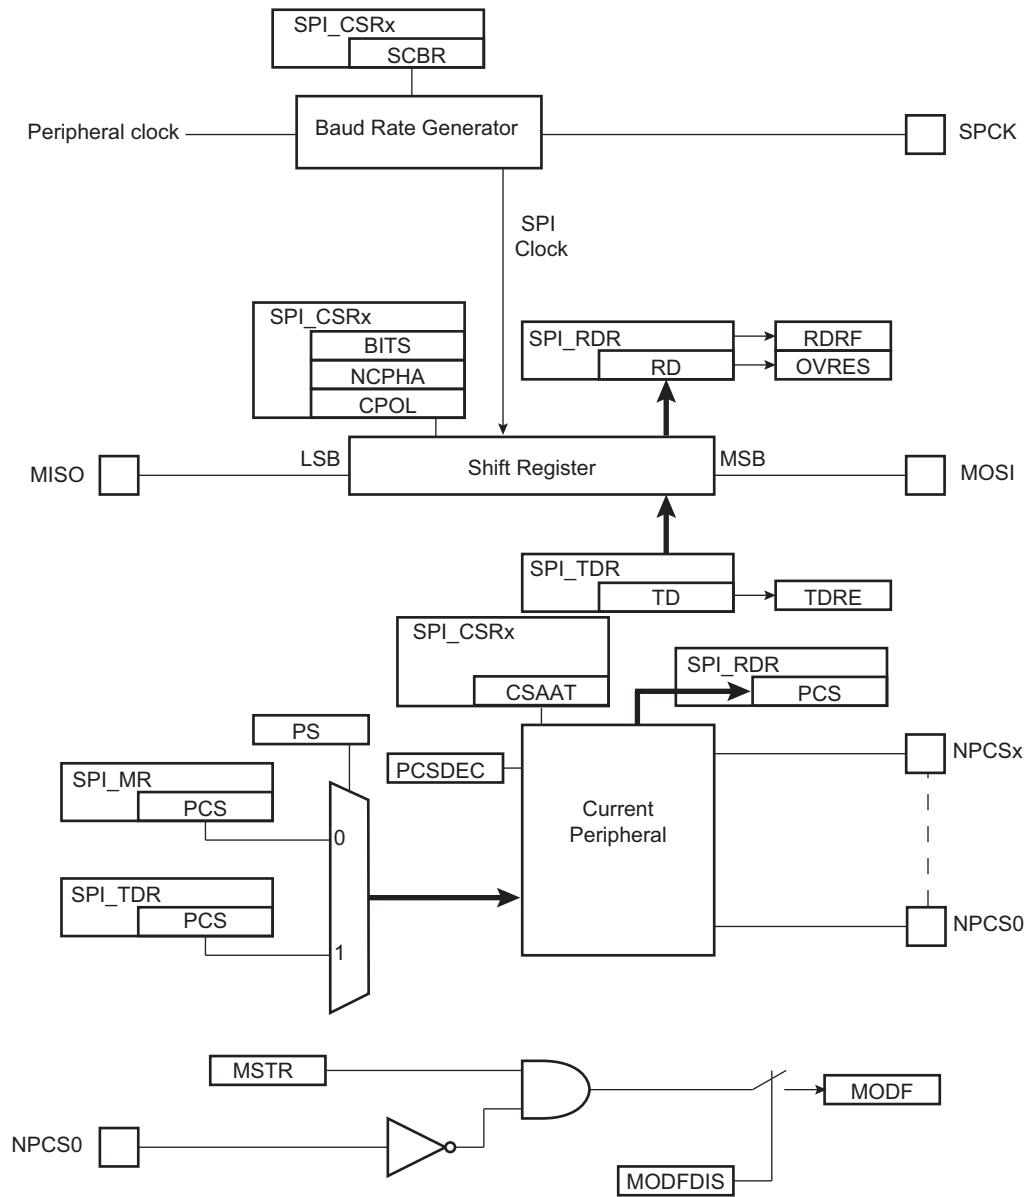 SPI_CSRx
SCBR
Peripheral clock
Baud Rate Generator
SPCK
SPI
Clock
SPI_CSRx
BITS
NCPHA
CPOL
SPI_RDR
RD
RDRF
OVRES
MISO
LSB
Shift Register
MSB
MOSI
SPI_TDR
TD
TDRE
SPI_CSRx
CSAAT
SPI_RDR
PCS
PS
PCSDEC
NPCSx
SPI_MR
PCS
0
Current
Peripheral
SPI_TDR
PCS
1
NPCS0
MSTR
MODF
NPCS0
MODFDIS